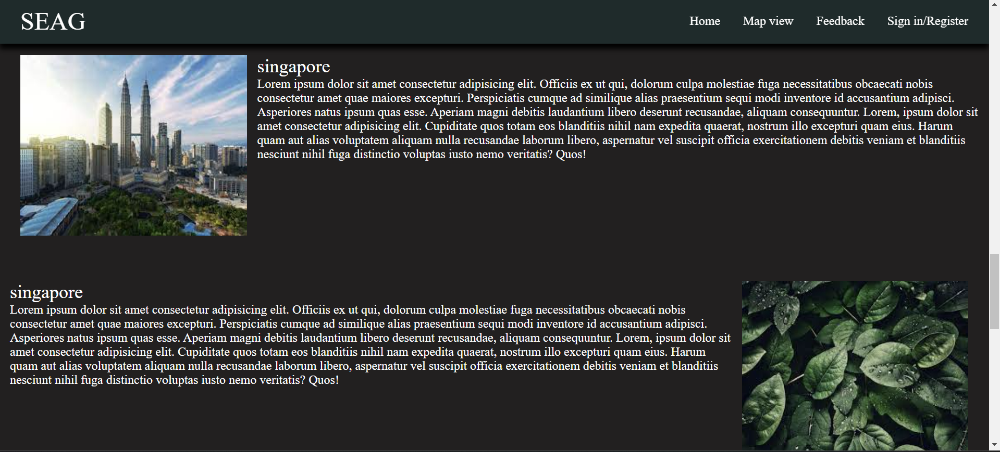 SEAG
Home Map view Feedback Sign in/Register
singapore
Lorem ipsum dolor sit amet consectetur adipisicing elit. Officiis ex ut qui, dolorum culpa molestiae fuga necessitatibus obcaecati nobis
consectetur amet quae maiores excepturi. Perspiciatis cumque ad similique alias praesentium sequi modi inventore id accusantium adipisci.
Asperiores natus ipsum quas esse. Aperiam magni debitis laudantium libero deserunt recusandae, aliquam consequuntur. Lorem, ipsum dolor sit
amet consectetur adipisicing elit. Cupiditate quos totam eos blanditiis nihil nam expedita quaerat, nostrum illo excepturi quam eius. Harum
quam aut alias voluptatem aliquam nulla recusandae laborum libero, aspernatur vel suscipit officia exercitationem debitis veniam et blanditiis
nesciunt nihil fuga distinctio voluptas iusto nemo veritatis? Quos!
singapore
Lorem ipsum dolor sit amet consectetur adipisicing elit. Officiis ex ut qui, dolorum culpa molestiae fuga necessitatibus obcaecati nobis
consectetur amet quae maiores excepturi. Perspiciatis cumque ad similique alias praesentium sequi modi inventore id accusantium adipisci.
Asperiores natus ipsum quas esse. Aperiam magni debitis laudantium libero deserunt recusandae, aliquam consequuntur. Lorem, ipsum dolor sit
amet consectetur adipisicing elit. Cupiditate quos totam eos blanditiis nihil nam expedita quaerat, nostrum illo excepturi quam eius. Harum
quam aut alias voluptatem aliquam nulla recusandae laborum libero, aspernatur vel suscipit officia exercitationem debitis veniam et blanditiis
nesciunt nihil fuga distinctio voluptas iusto nemo veritatis? Quos!